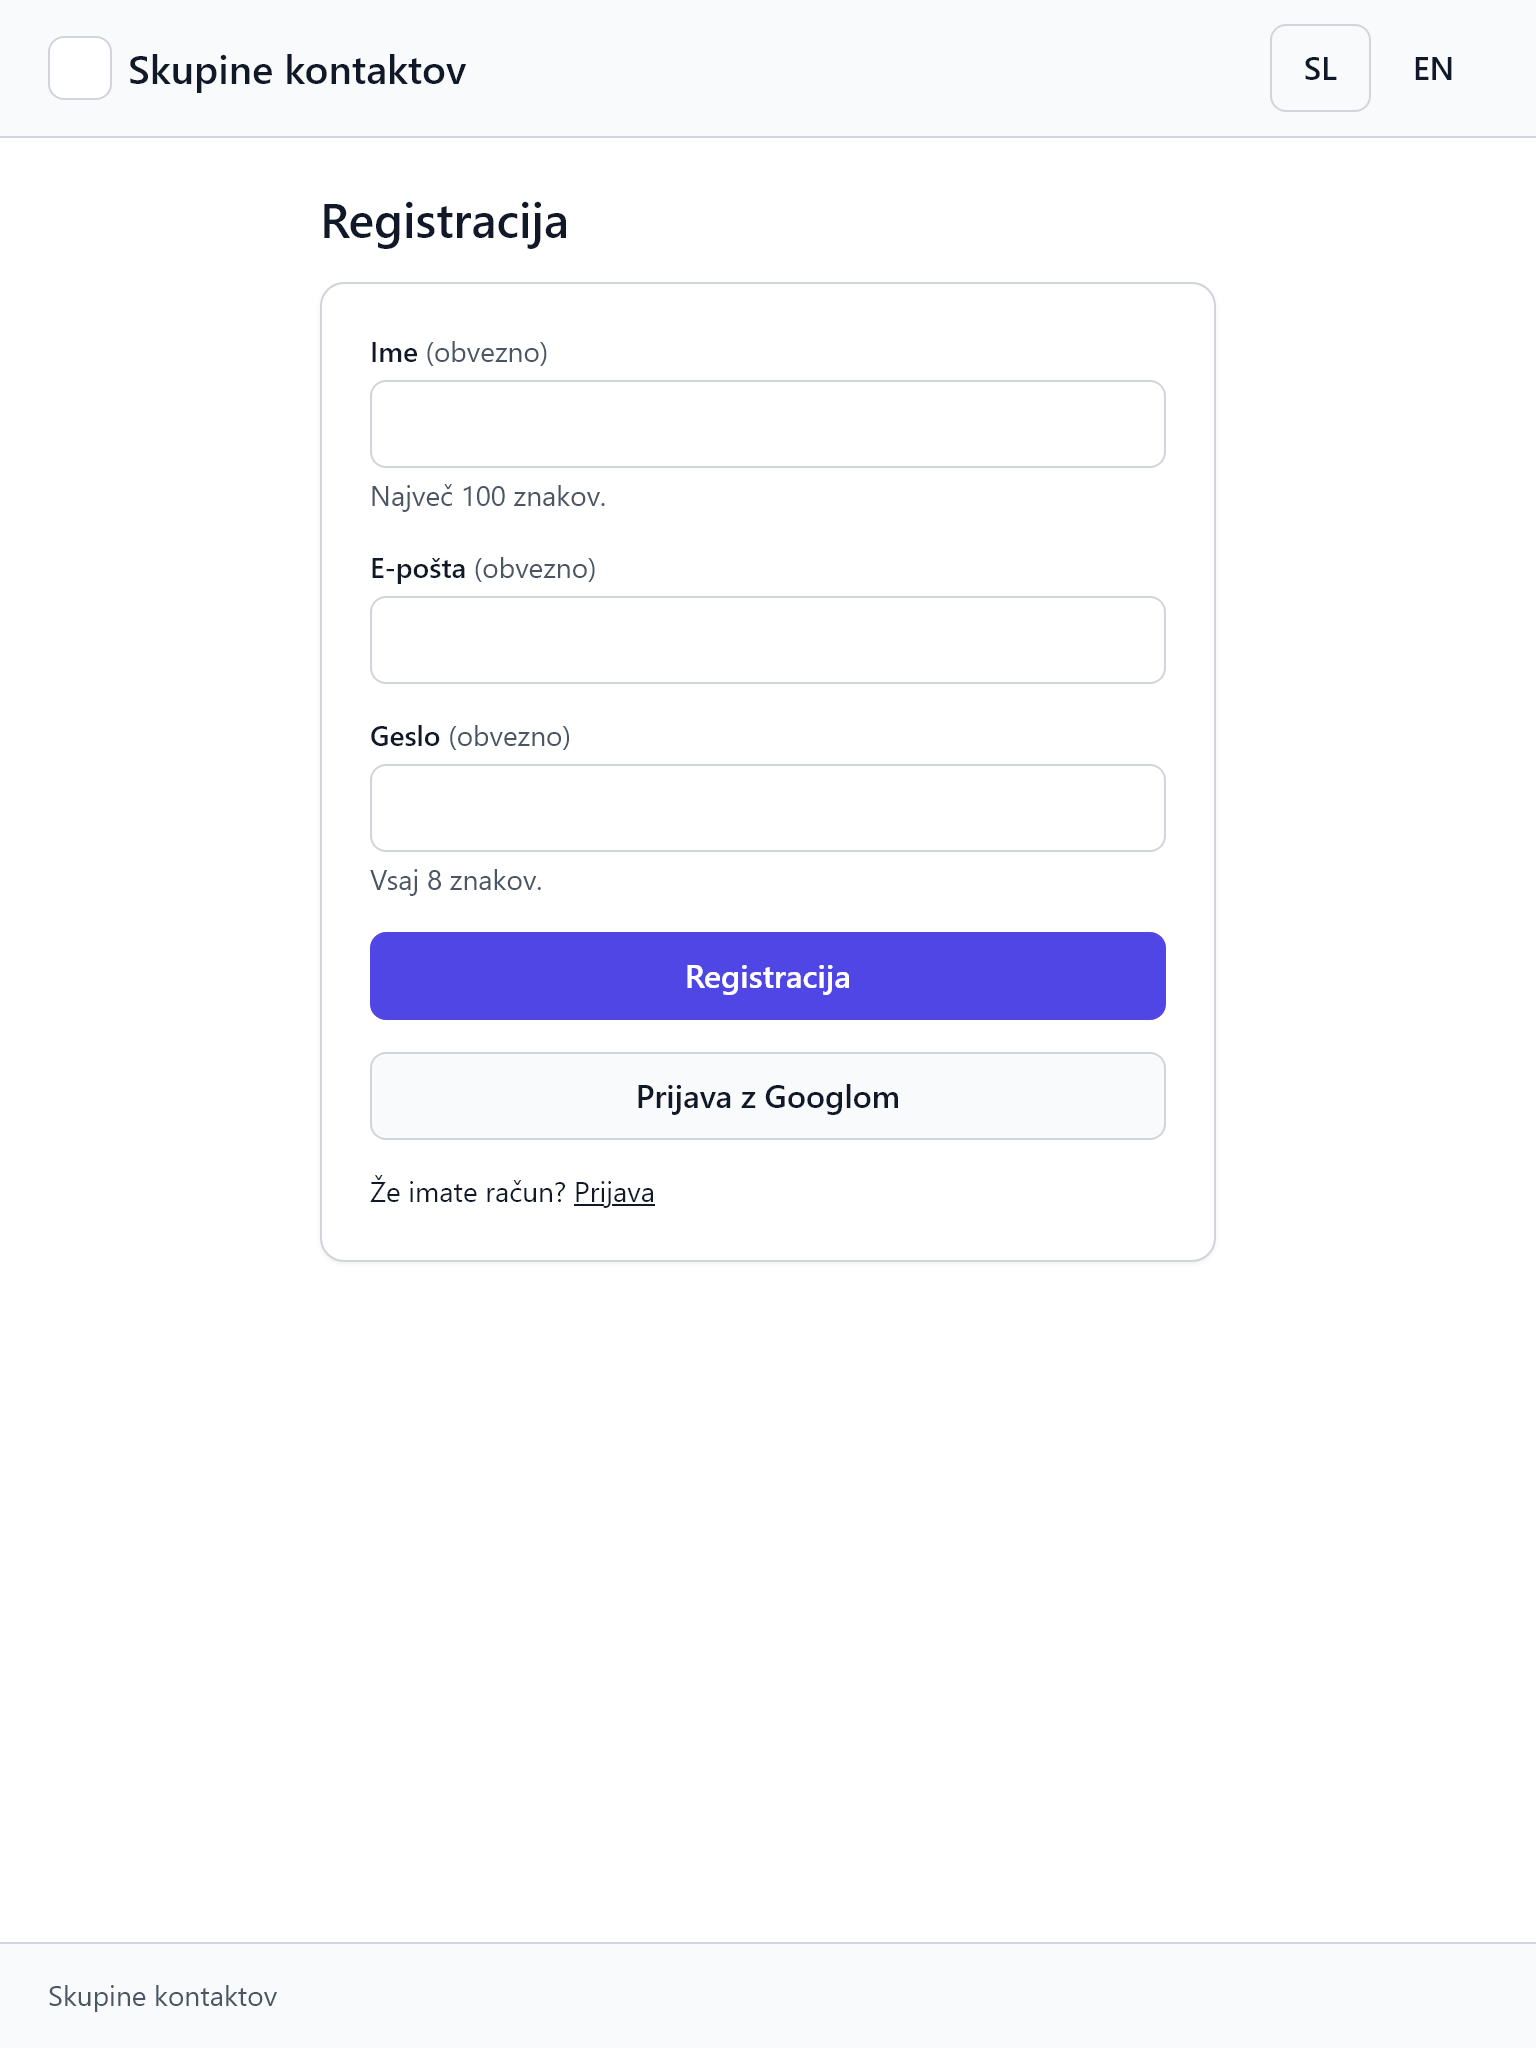 Skupine kontaktov
SL EN
Registracija
Ime (obvezno)
Največ 100 znakov.
E-pošta (obvezno)
Geslo (obvezno)
Vsaj 8 znakov.
Registracija
Prijava z Googlom
Že imate račun? Prijava
Skupine kontaktov